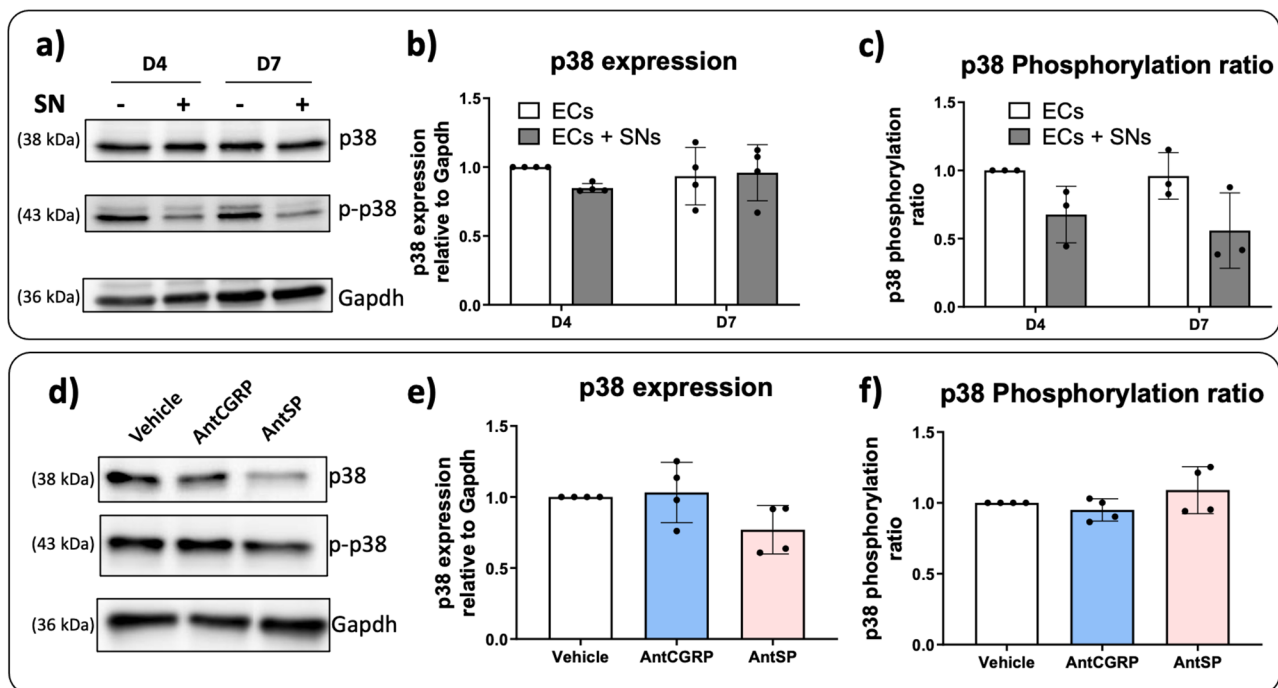 a)
D4 D7
SN - + - +
(38 kDa) p38
(43 kDa) p-p38
(36 kDa) Gapdh
b)
p38 expression
ECs
ECs + SNs
p38 expression
relative to Gapdh
1.5
1.0
0.5
0.0
D4 D7
c)
p38 Phosphorylation ratio
ECs
ECs + SNs
p38 phosphorylation
ratio
1.5
1.0
0.5
0.0
D4 D7
d)
Vehicle AntCGRP AntSP
(38 kDa) p38
(43 kDa) p-p38
(36 kDa) Gapdh
e)
p38 expression
p38 expression
relative to Gapdh
1.5
1.0
0.5
0.0
Vehicle AntCGRP AntSP
f)
p38 Phosphorylation ratio
p38 phosphorylation
ratio
1.5
1.0
0.5
0.0
Vehicle AntCGRP AntSP